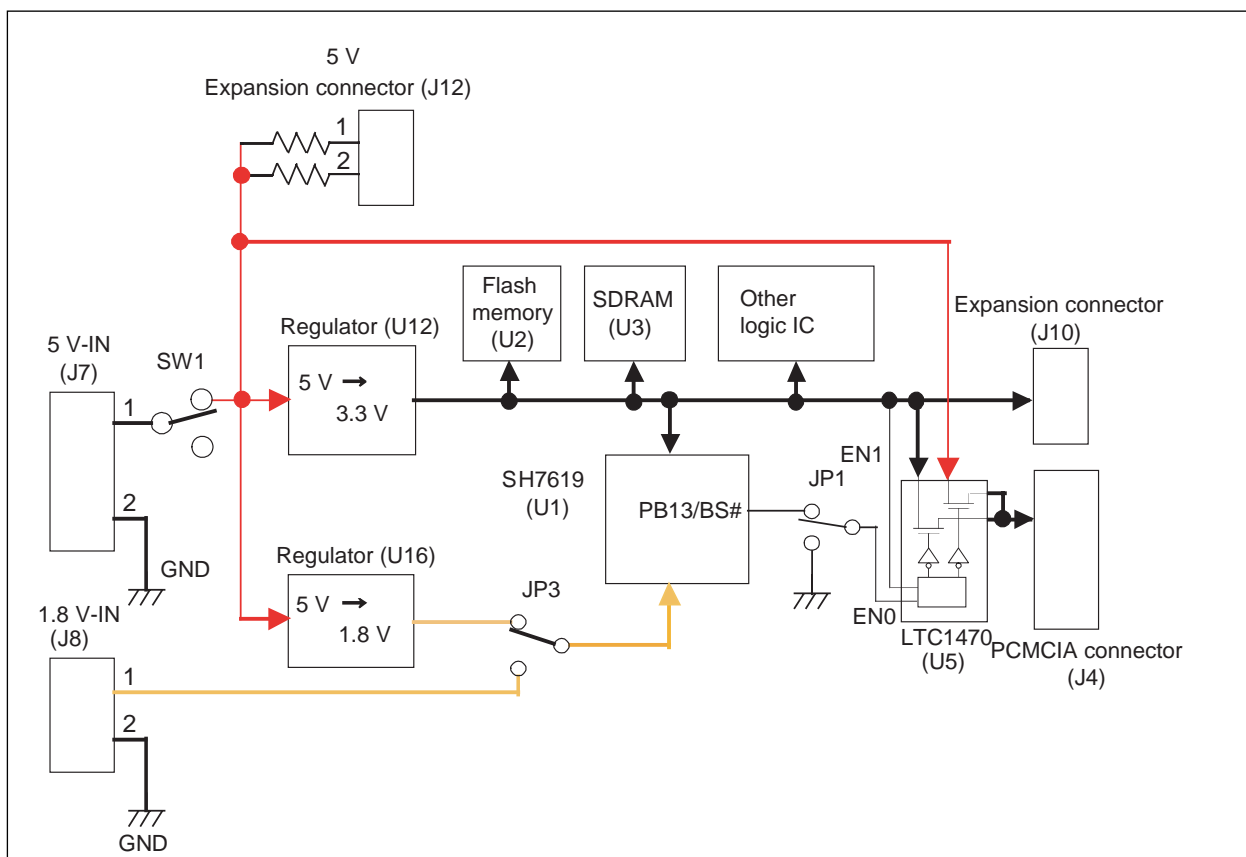 5 V
Expansion connector (J12)
1
2
Flash
memory
(U2)
SDRAM
(U3)
Other
logic IC
Expansion connector
(J10)
5 V-IN
(J7)
SW1
Regulator (U12)
1
5 V →
3.3 V
EN1
SH7619
(U1)
JP1
2
PB13/BS#
GND
Regulator (U16)
JP3
1.8 V-IN
(J8)
5 V →
1.8 V
EN0
LTC1470
(U5)
PCMCIA connector
(J4)
1
2
GND